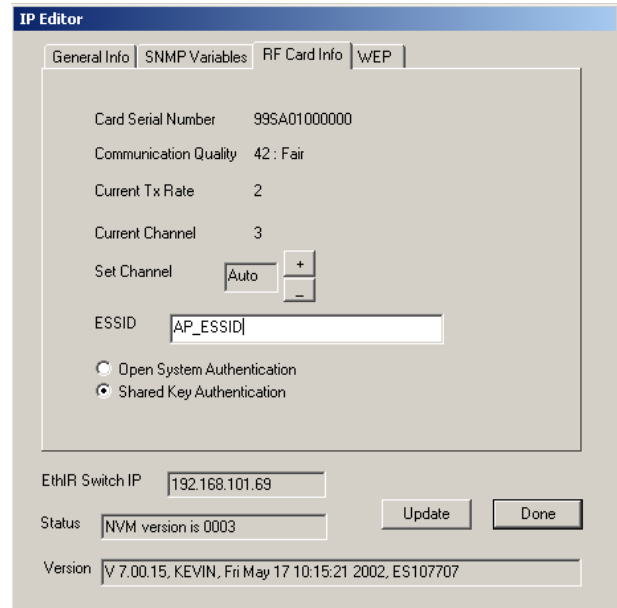 IP Editor
General Info SNMP Variables RF Card Info WEP
Card Serial Number 99SA01000000
Communication Quality 42 : Fair
Current Tx Rate 2
Current Channel 3
Set Channel Auto + _
ESSID AP_ESSID
Open System Authentication
Shared Key Authentication
EthIR Switch IP 192.168.101.69
Update Done
Status NVM version is 0003
Version V 7.00.15, KEVIN, Fri May 17 10:15:21 2002, ES107707